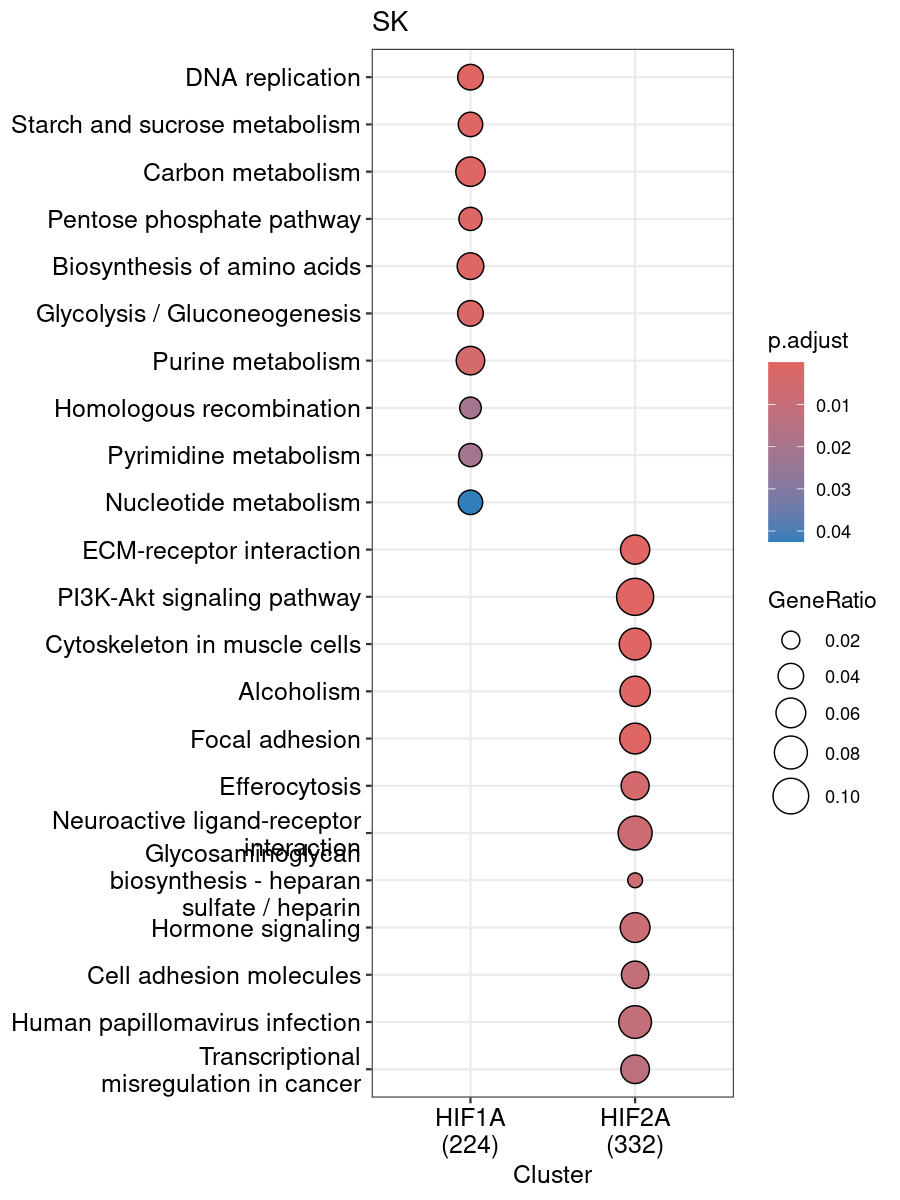 SK
DNA replication
Starch and sucrose metabolism
Carbon metabolism
Pentose phosphate pathway
Biosynthesis of amino acids
Glycolysis / Gluconeogenesis
Purine metabolism
Homologous recombination
Pyrimidine metabolism
Nucleotide metabolism
ECM-receptor interaction
PI3K-Akt signaling pathway
Cytoskeleton in muscle cells
Alcoholism
Focal adhesion
Efferocytosis
Neuroactive ligand-receptor
interaction
Glycosaminoglycan
biosynthesis - heparan
sulfate / heparin
Hormone signaling
Cell adhesion molecules
Human papillomavirus infection
Transcriptional
misregulation in cancer
HIF1A
(224)
HIF2A
(332)
Cluster
p.adjust
0.01
0.02
0.03
0.04
GeneRatio
0.02
0.04
0.06
0.08
0.10